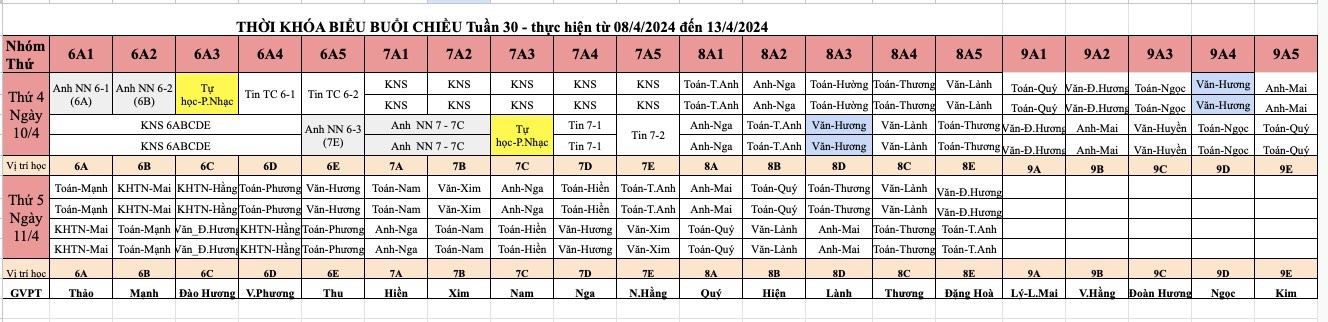 THỜI KHÓA BIỂU BUỔI CHIỀU Tuần 30 - thực hiện từ 08/4/2024 đến 13/4/2024
Nhóm Thứ 6A1 6A2 6A3 6A4 6A5 7A1 7A2 7A3 7A4 7A5 8A1 8A2 8A3 8A4 8A5 9A1 9A2 9A3 9A4 9A5
Thứ 4 Ngày 10/4 Anh NN 6-1 (6A) Anh NN 6-2 (6B) Tự học-P.Nhạc Tin TC 6-1 Tin TC 6-2 KNS KNS KNS KNS KNS Toán-T.Anh Anh-Nga Toán-Hường Toán-Thương Văn-Lành Toán-Quý Văn-Đ.Hương Toán-Ngọc Văn-Hương Anh-Mai
KNS KNS KNS KNS KNS Toán-T.Anh Anh-Nga Toán-Hường Toán-Thương Văn-Lành Toán-Quý Văn-Đ.Hương Toán-Ngọc Văn-Hương Anh-Mai
KNS 6ABCDE Anh NN 6-3 (7E) Anh NN 7 - 7C Tự học-P.Nhạc Tin 7-1 Tin 7-2 Anh-Nga Toán-T.Anh Văn-Hương Văn-Lành Toán-Thương Văn-Đ.Hương Anh-Mai Văn-Huyền Toán-Ngọc Toán-Quý
KNS 6ABCDE Anh NN 7 - 7C Tin 7-1 Anh-Nga Toán-T.Anh Văn-Hương Văn-Lành Toán-Thương Văn-Đ.Hương Anh-Mai Văn-Huyền Toán-Ngọc Toán-Quý
Vị trí học 6A 6B 6C 6D 6E 7A 7B 7C 7D 7E 8A 8B 8D 8C 8E 9A 9B 9C 9D 9E
Thứ 5 Ngày 11/4 Toán-Mạnh KHTN-Mai KHTN-Hằng Toán-Phương Văn-Hương Toán-Nam Văn-Xim Anh-Nga Toán-Hiền Toán-T.Anh Anh-Mai Toán-Quý Toán-Thương Văn-Lành Văn-Đ.Hương
Toán-Mạnh KHTN-Mai KHTN-Hằng Toán-Phương Văn-Hương Toán-Nam Văn-Xim Anh-Nga Toán-Hiền Toán-T.Anh Anh-Mai Toán-Quý Toán-Thương Văn-Lành Văn-Đ.Hương
KHTN-Mai Toán-Mạnh Văn_Đ.Hương KHTN-Hằng Toán-Phương Anh-Nga Toán-Nam Toán-Hiền Văn-Hương Văn-Xim Toán-Quý Văn-Lành Anh-Mai Toán-Thương Toán-T.Anh
KHTN-Mai Toán-Mạnh Văn_Đ.Hương KHTN-Hằng Toán-Phương Anh-Nga Toán-Nam Toán-Hiền Văn-Hương Văn-Xim Toán-Quý Văn-Lành Anh-Mai Toán-Thương Toán-T.Anh
Vị trí học 6A 6B 6C 6D 6E 7A 7B 7C 7D 7E 8A 8B 8D 8C 8E 9A 9B 9C 9D 9E
GVPT Thảo Mạnh Đào Hương V.Phương Thu Hiền Xim Nam Nga N.Hằng Quý Hiện Lành Thương Đặng Hoà Lý-L.Mai V.Hằng Đoàn Hương Ngọc Kim